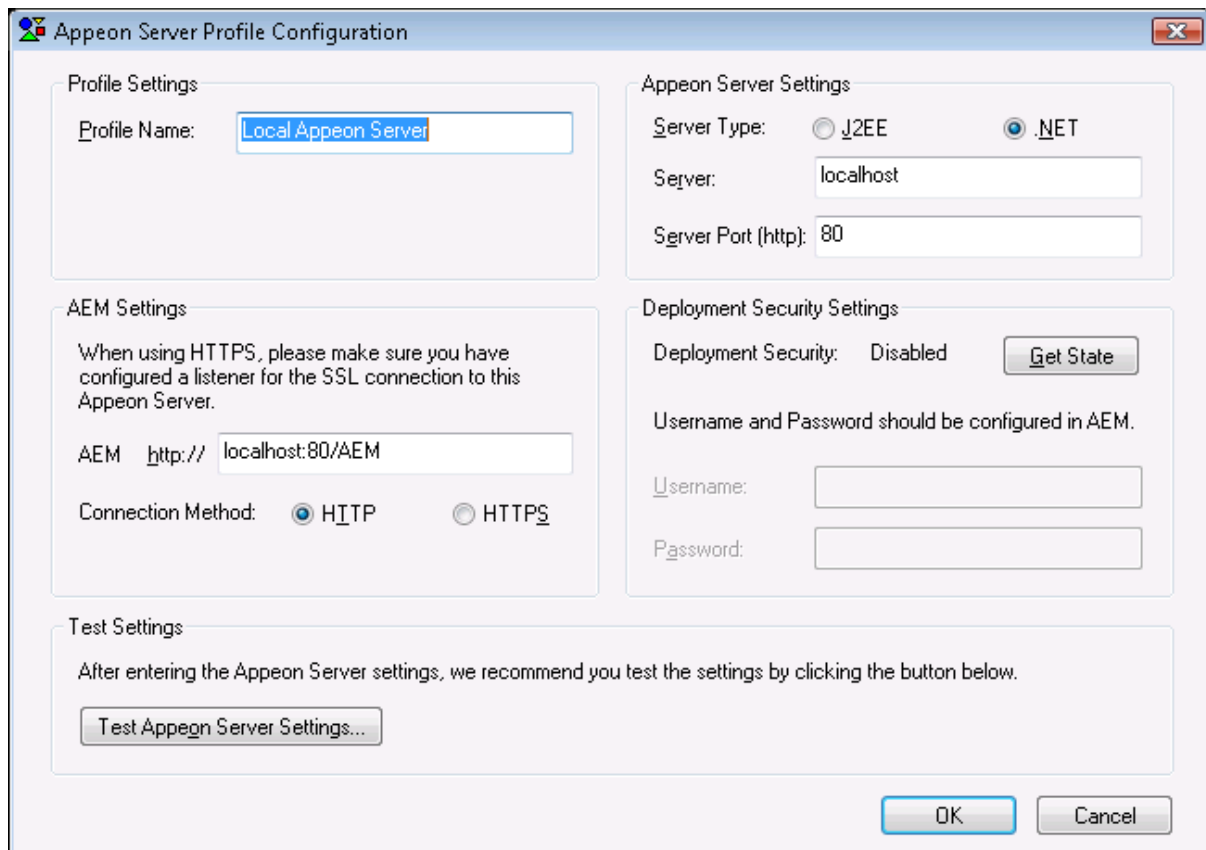 Appeon Server Profile Configuration
Profile Settings
Profile Name: Local Appeon Server
Appeon Server Settings
Server Type: J2EE .NET
Server: localhost
Server Port (http): 80
AEM Settings
When using HTTPS, please make sure you have
configured a listener for the SSL connection to this
Appeon Server.
AEM http:// localhost:80/AEM
Connection Method: HTTP HTTPS
Deployment Security Settings
Deployment Security: Disabled Get State
Username and Password should be configured in AEM.
Username:
Password:
Test Settings
After entering the Appeon Server settings, we recommend you test the settings by clicking the button below.
Test Appeon Server Settings...
OK Cancel